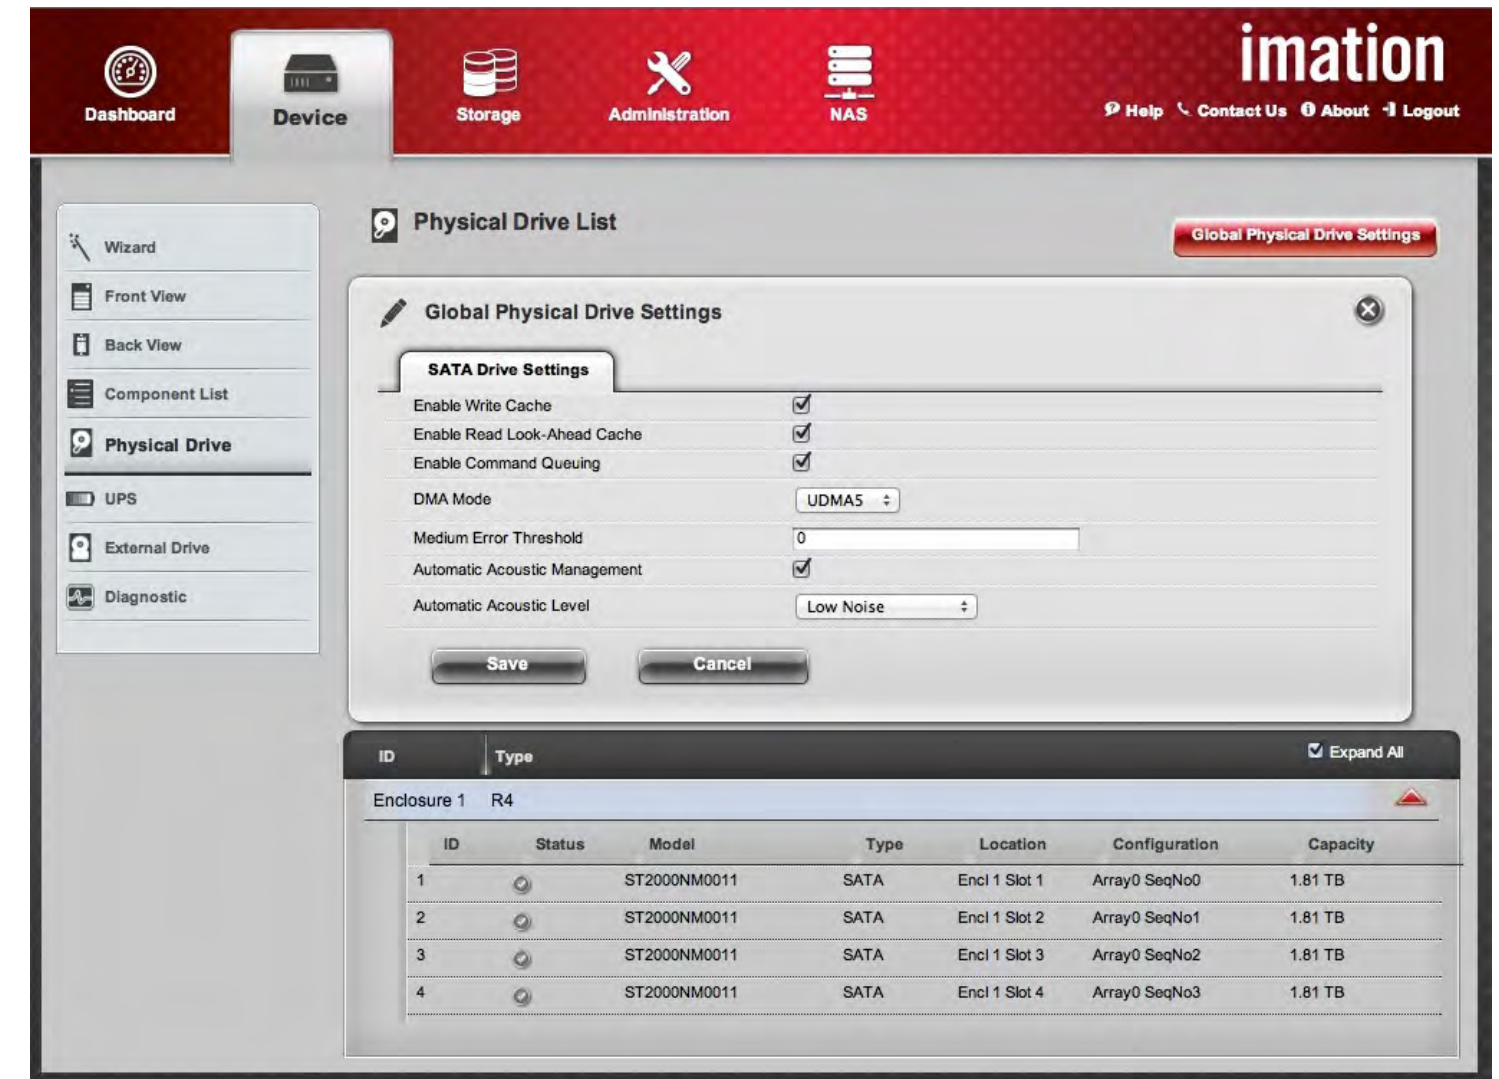 imation
Dashboard Device Storage Administration NAS
Help Contact Us About Logout
Wizard
Front View
Back View
Component List
Physical Drive
UPS
External Drive
Diagnostic
Physical Drive List
Global Physical Drive Settings
Global Physical Drive Settings
SATA Drive Settings
Enable Write Cache
Enable Read Look-Ahead Cache
Enable Command Queuing
DMA Mode UDMA5
Medium Error Threshold 0
Automatic Acoustic Management
Automatic Acoustic Level Low Noise
Save Cancel
ID Type Expand All
Enclosure 1 R4
ID Status Model Type Location Configuration Capacity
1 ST2000NM0011 SATA Encl 1 Slot 1 Array0 SeqNo0 1.81 TB
2 ST2000NM0011 SATA Encl 1 Slot 2 Array0 SeqNo1 1.81 TB
3 ST2000NM0011 SATA Encl 1 Slot 3 Array0 SeqNo2 1.81 TB
4 ST2000NM0011 SATA Encl 1 Slot 4 Array0 SeqNo3 1.81 TB